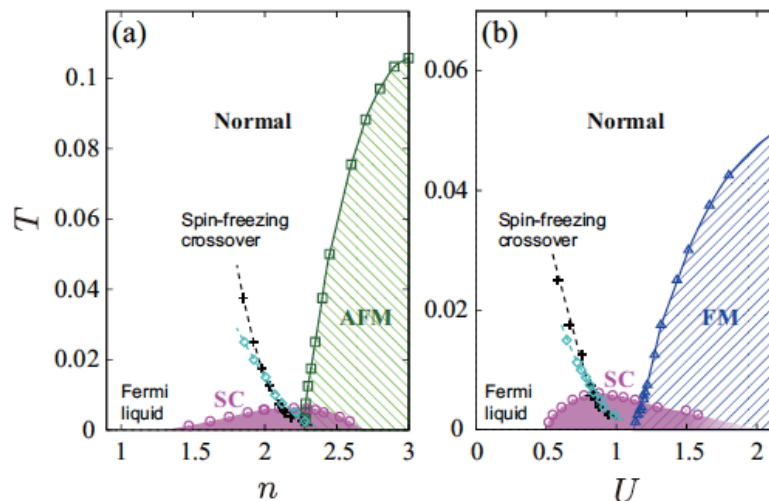 (a)
Normal
Spin-freezing
crossover
AFM
SC
Fermi
liquid
T
0.1
0.08
0.06
0.04
0.02
0
1
1.5
2
2.5
3
n
(b)
Normal
Spin-freezing
crossover
FM
SC
Fermi
liquid
0.06
0.04
0.02
0
0
0.5
1
1.5
2
U